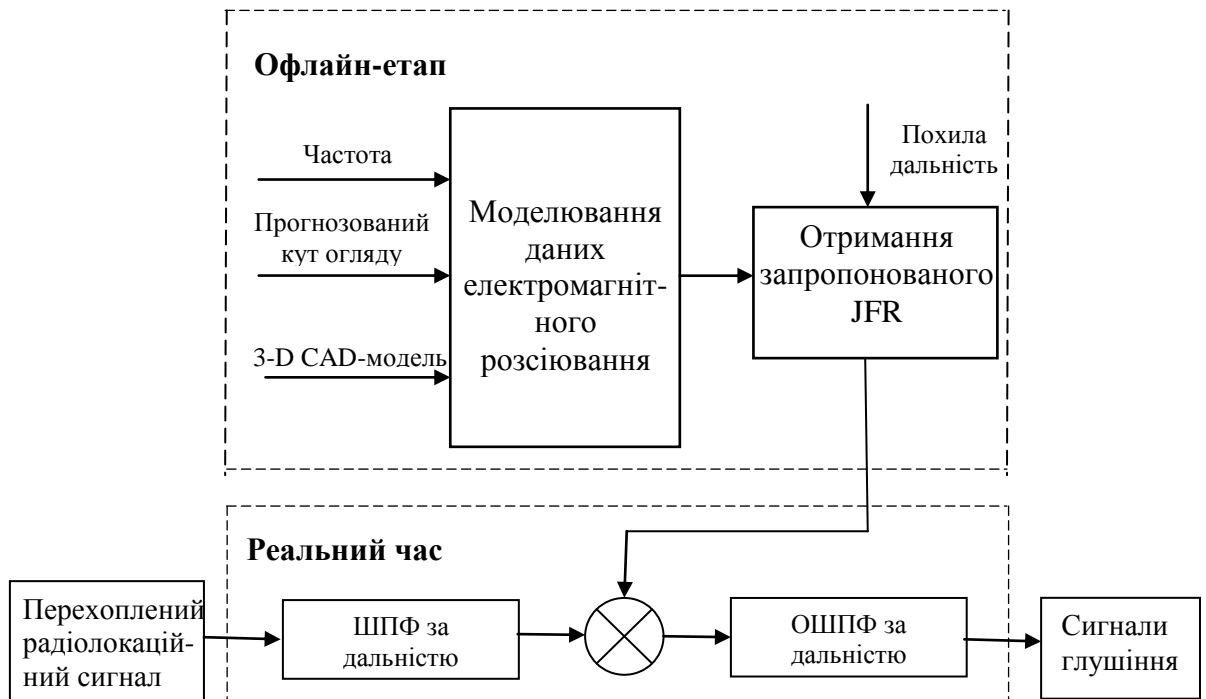 Офлайн-етап
Частота
Прогнозований
кут огляду
3-D CAD-модель
Моделювання
даних
електромагніт-
ного
розсіювання
Похила
дальність
Отримання
запропонованого
JFR
Реальний час
Перехоплений
радіолокацій-
ний сигнал
ШПФ за
дальністю
ОШПФ за
дальністю
Сигнали
глушіння